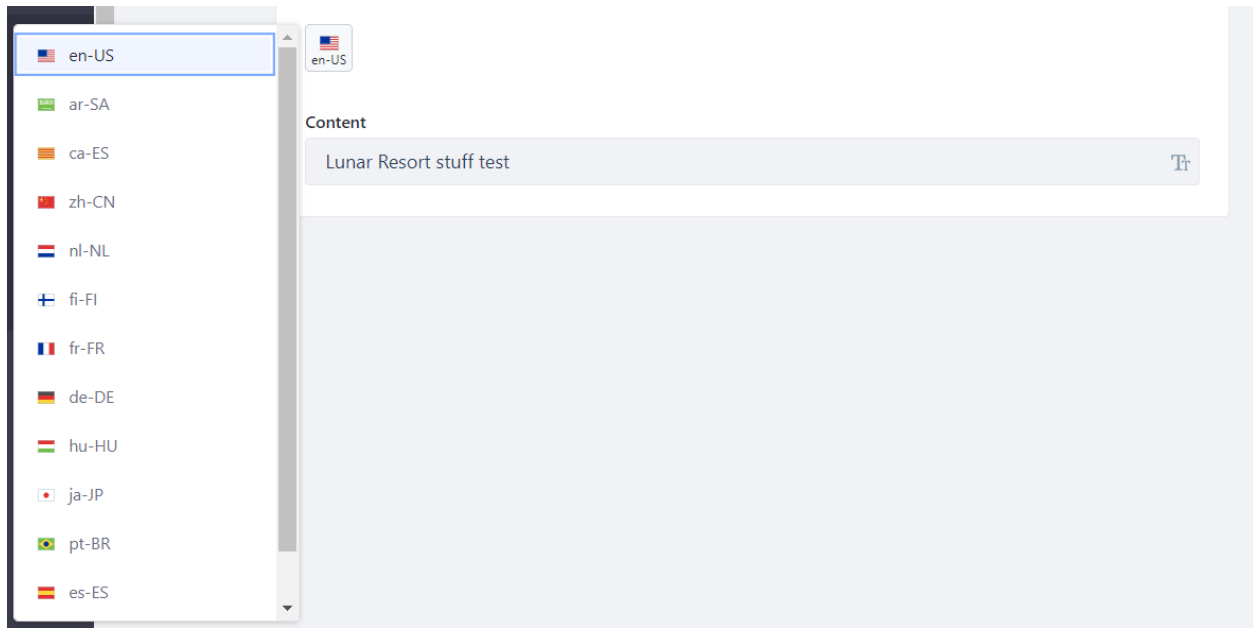 en-US
ar-SA
ca-ES
zh-CN
nl-NL
fi-FI
fr-FR
de-DE
hu-HU
ja-JP
pt-BR
es-ES
en-US
Content
Lunar Resort stuff test